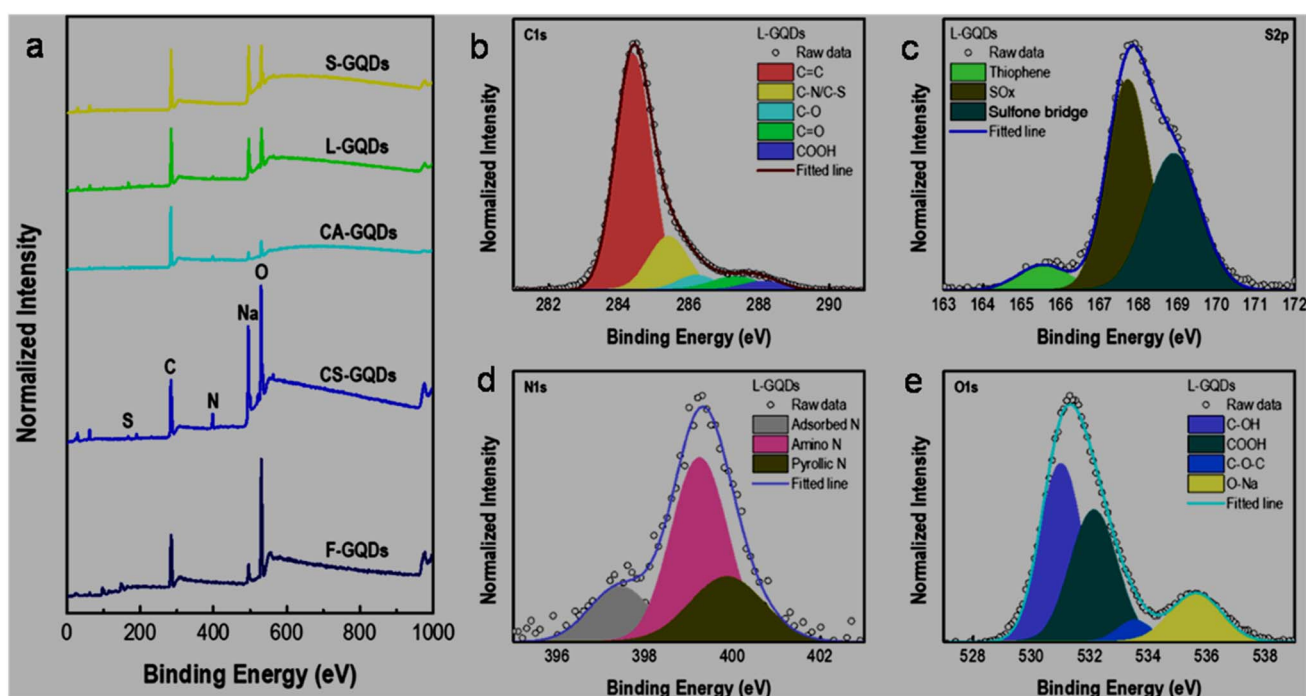 a
S-GQDs
L-GQDs
CA-GQDs
O
Na
C
CS-GQDs
N
S
F-GQDs
0 200 400 600 800 1000
Binding Energy (eV)
Normalized Intensity
b
C1s
L-GQDs
Raw data
C=C
C-N/C-S
C-O
C=O
COOH
Fitted line
282 284 286 288 290
Binding Energy (eV)
Normalized Intensity
c
L-GQDs
S2p
Raw data
Thiophene
SOx
Sulfone bridge
Fitted line
163 164 165 166 167 168 169 170 171 172
Binding Energy (eV)
Normalized Intensity
d
N1s
L-GQDs
Raw data
Adsorbed N
Amino N
Pyrollic N
Fitted line
396 398 400 402
Binding Energy (eV)
Normalized Intensity
e
O1s
L-GQDs
Raw data
C-OH
COOH
C-O-C
O-Na
Fitted line
528 530 532 534 536 538
Binding Energy (eV)
Normalized Intensity